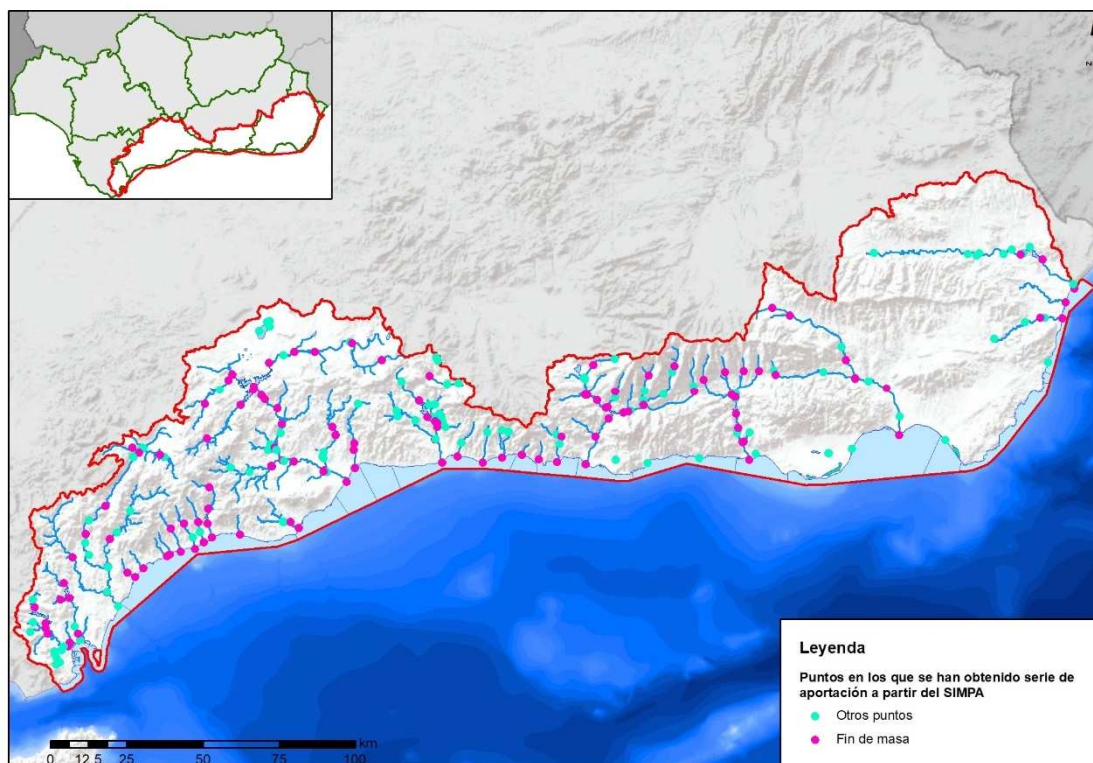 N
Leyenda
Puntos en los que se han obtenido serie de
aportación a partir del SIMPA
Otros puntos
Fin de masa
km
0 12.5 25 50 75 100